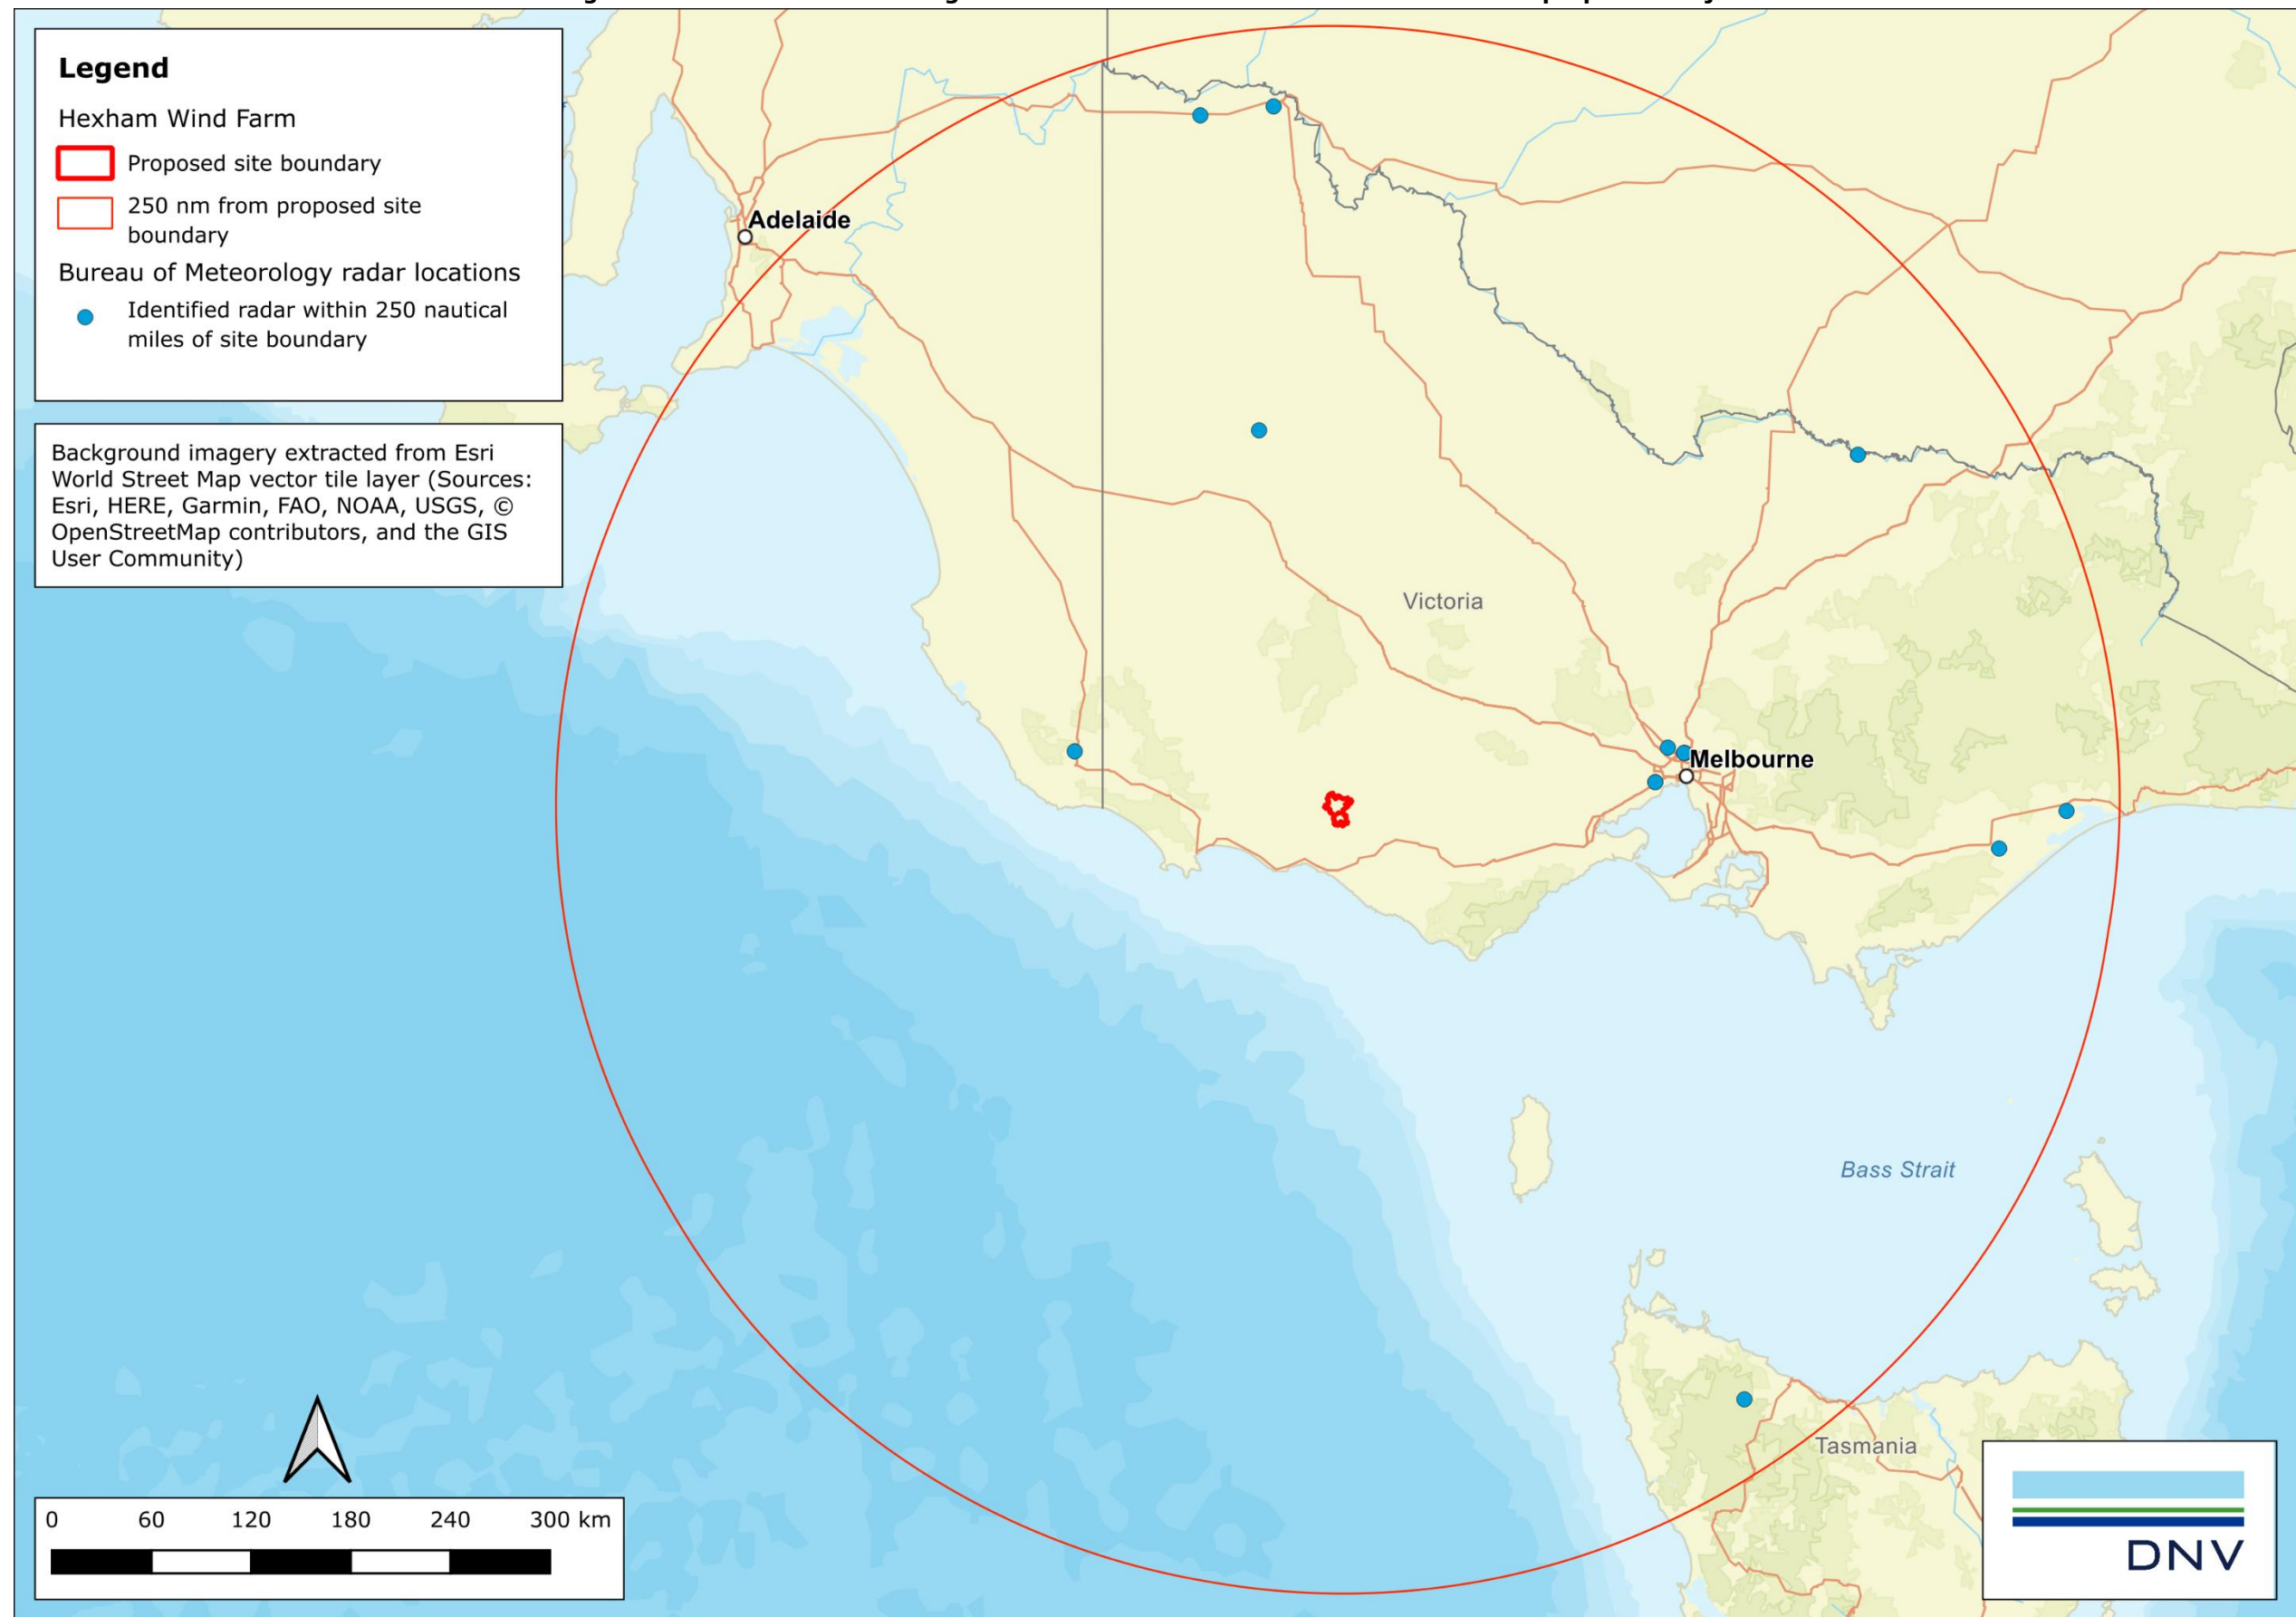 Legend
Hexham Wind Farm
Proposed site boundary
250 nm from proposed site
boundary
Bureau of Meteorology radar locations
Identified radar within 250 nautical
miles of site boundary
Background imagery extracted from Esri
World Street Map vector tile layer (Sources:
Esri, HERE, Garmin, FAO, NOAA, USGS, ©
OpenStreetMap contributors, and the GIS
User Community)
Adelaide
Victoria
Melbourne
Bass Strait
Tasmania
0 60 120 180 240 300 km
DNV